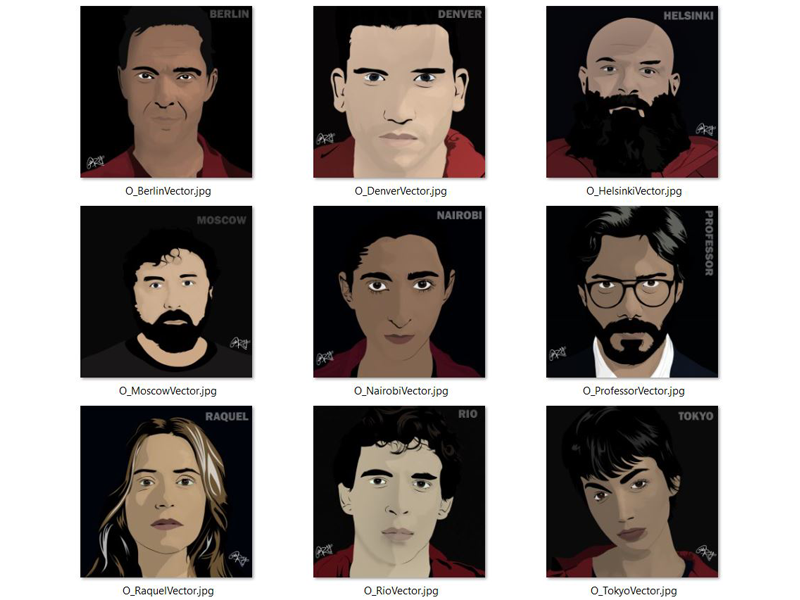 BERLIN
DENVER
HELSINKI
O_BerlinVector.jpg
O_DenverVector.jpg
O_HelsinkiVector.jpg
MOSCOW
NAIROBI
PROFESSOR
O_MoscowVector.jpg
O_NairobiVector.jpg
O_ProfessorVector.jpg
RAQUEL
RIO
TOKYO
O_RaquelVector.jpg
O_RioVector.jpg
O_TokyoVector.jpg